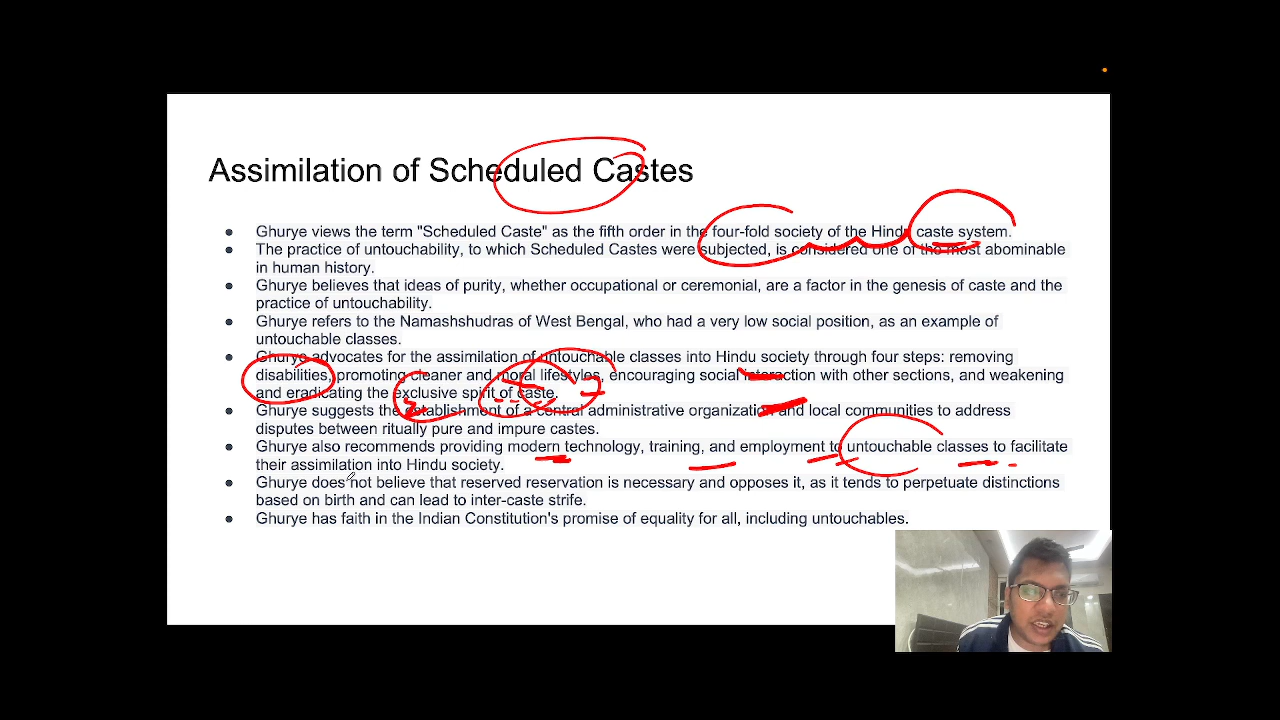 Assimilation of Scheduled Castes
● Ghurye views the term "Scheduled Caste" as the fifth order in the four-fold society of the Hindu caste system.
● The practice of untouchability, to which Scheduled Castes were subjected, is considered one of the most abominable
in human history.
● Ghurye believes that ideas of purity, whether occupational or ceremonial, are a factor in the genesis of caste and the
practice of untouchability.
● Ghurye refers to the Namashshudras of West Bengal, who had a very low social position, as an example of
untouchable classes.
● Ghurye advocates for the assimilation of untouchable classes into Hindu society through four steps: removing
disabilities, promoting cleaner and moral lifestyles, encouraging social interaction with other sections, and weakening
and eradicating the exclusive spirit of caste.
● Ghurye suggests the establishment of a central administrative organization and local communities to address
disputes between ritually pure and impure castes.
● Ghurye also recommends providing modern technology, training, and employment to untouchable classes to facilitate
their assimilation into Hindu society.
● Ghurye does not believe that reserved reservation is necessary and opposes it, as it tends to perpetuate distinctions
based on birth and can lead to inter-caste strife.
● Ghurye has faith in the Indian Constitution's promise of equality for all, including untouchables.